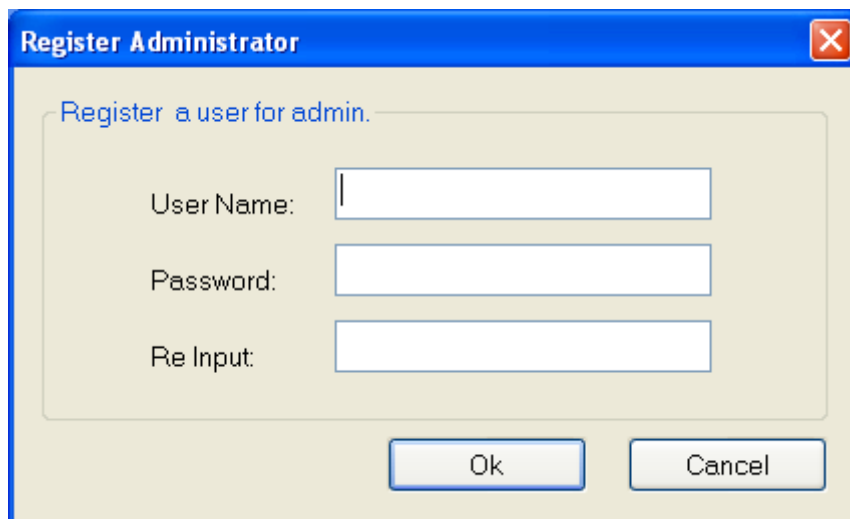 Register Administrator
Register a user for admin.
User Name:
Password:
Re Input:
Ok Cancel